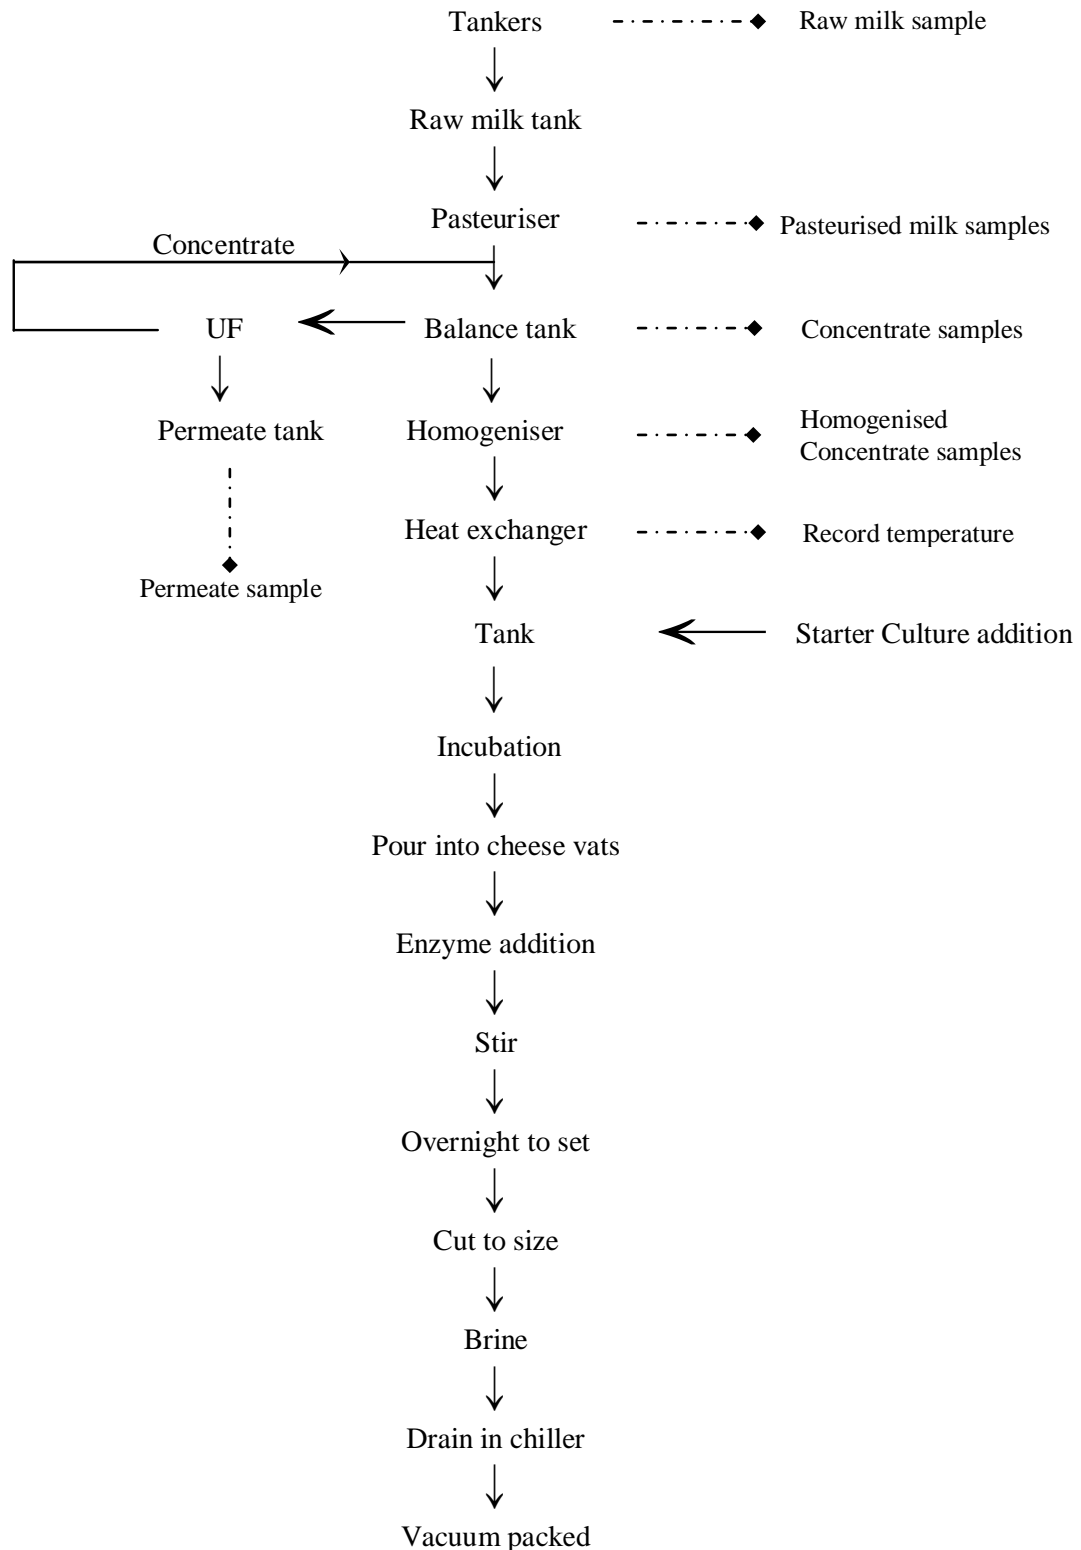 Tankers
Raw milk sample
Raw milk tank
Pasteuriser
Pasteurised milk samples
Concentrate
UF
Balance tank
Concentrate samples
Permeate tank
Homogeniser
Homogenised
Concentrate samples
Heat exchanger
Record temperature
Permeate sample
Tank
Starter Culture addition
Incubation
Pour into cheese vats
Enzyme addition
Stir
Overnight to set
Cut to size
Brine
Drain in chiller
Vacuum packed